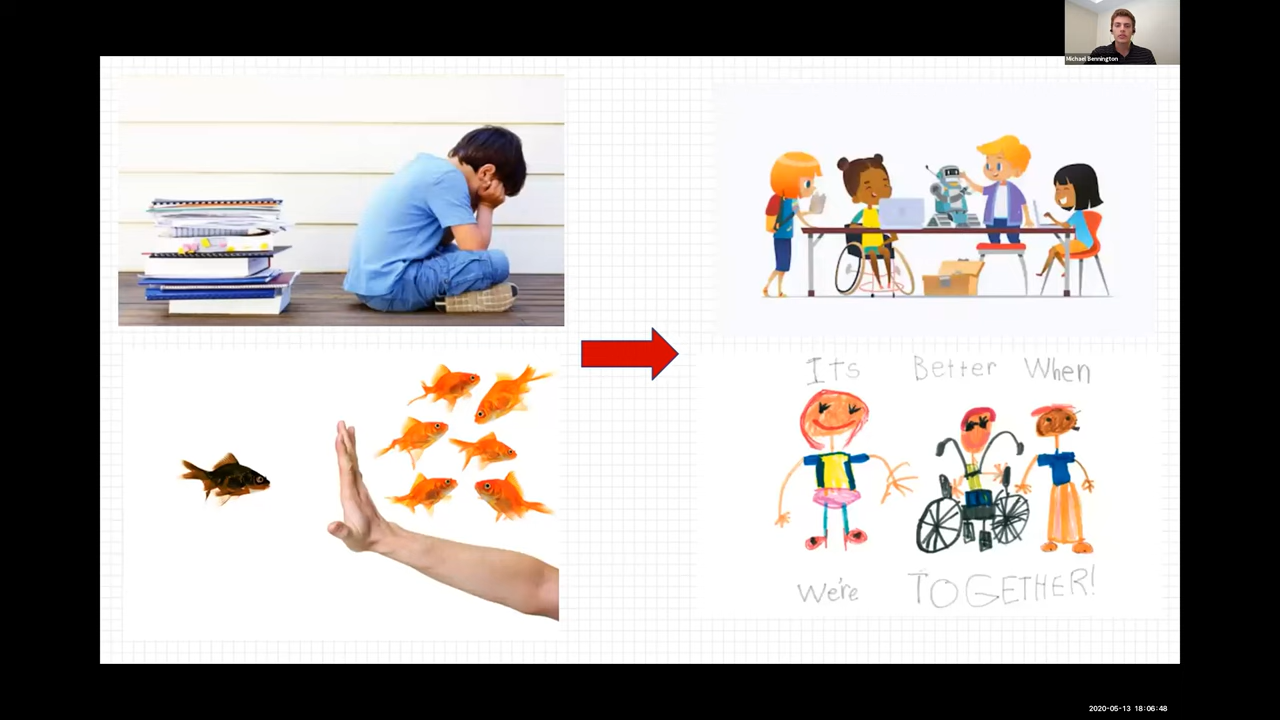 Michael Bennington
Its Better When
We're TOGETHER!
2020-05-13 18:06:48